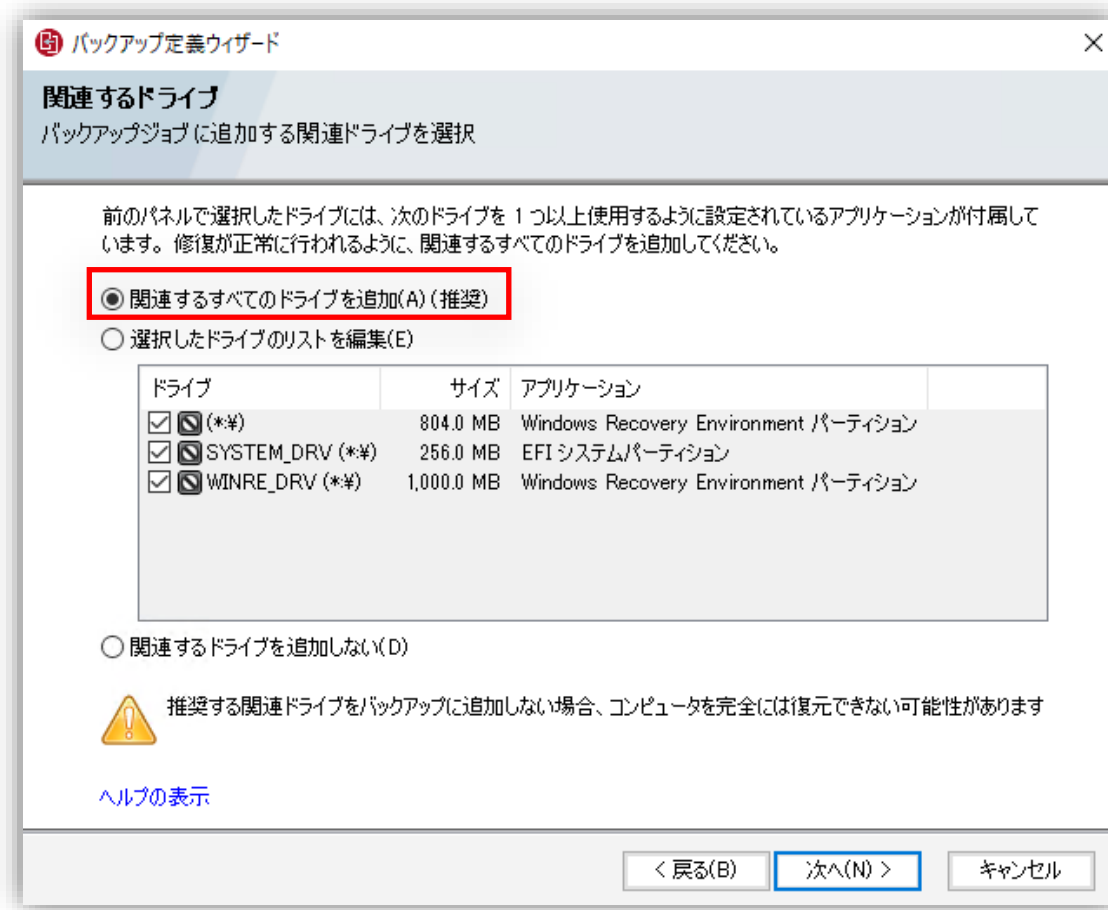 バックアップ定義ウィザード
関連するドライブ
バックアップジョブに追加する関連ドライブを選択
前のパネルで選択したドライブには、次のドライブを 1 つ以上使用するように設定されているアプリケーションが付属して
います。修復が正常に行われるように、関連するすべてのドライブを追加してください。
関連するすべてのドライブを追加(A) (推奨)
選択したドライブのリストを編集(E)
ドライブ サイズ アプリケーション
(*:¥) 804.0 MB Windows Recovery Environment パーティション
SYSTEM_DRV (*:¥) 256.0 MB EFI システムパーティション
WINRE_DRV (*:¥) 1,000.0 MB Windows Recovery Environment パーティション
関連するドライブを追加しない(D)
推奨する関連ドライブをバックアップに追加しない場合、コンピュータを完全には復元できない可能性があります
ヘルプの表示
< 戻る(B) 次へ(N) > キャンセル